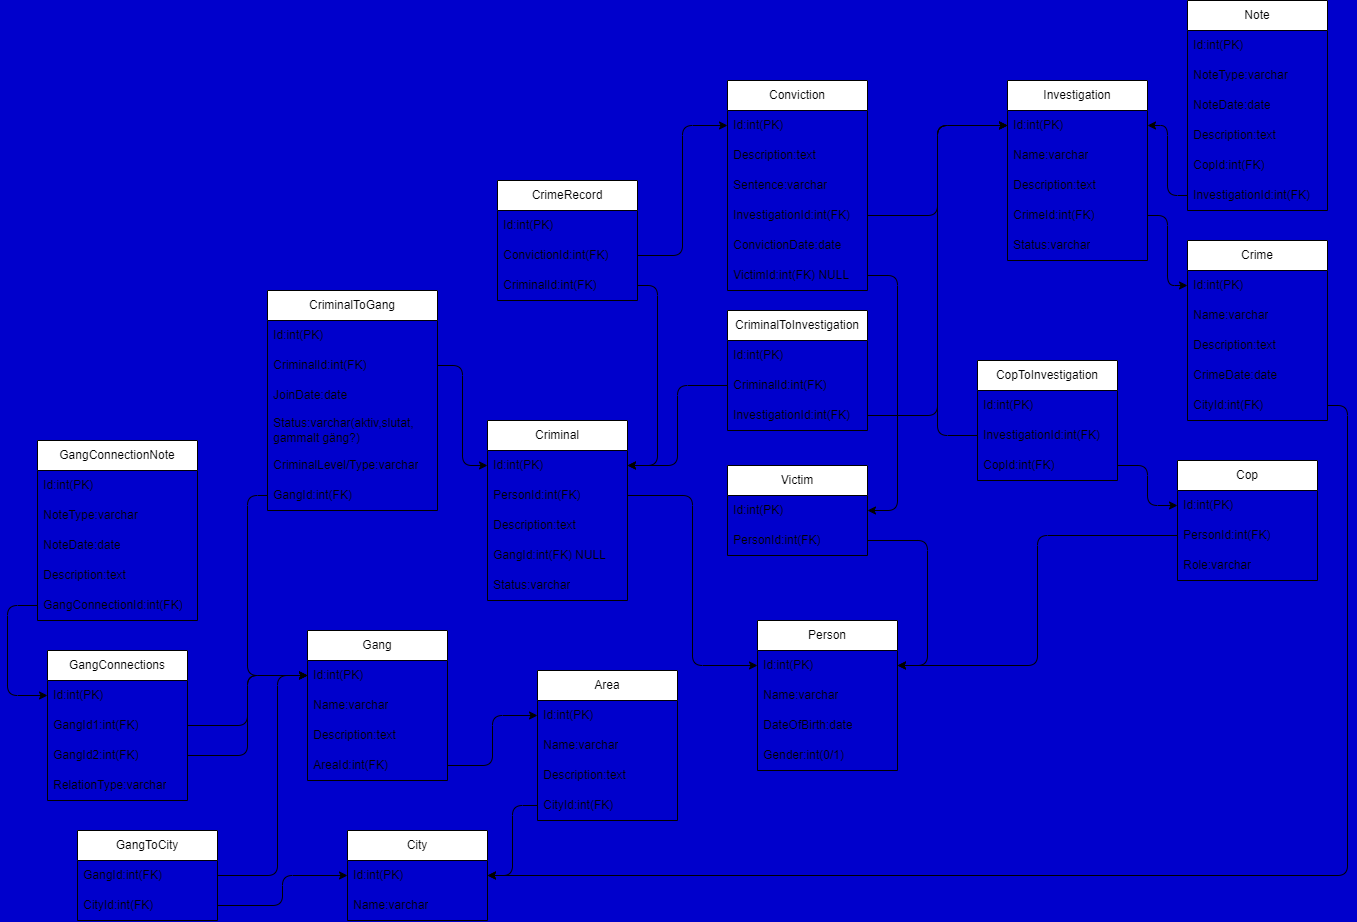 Note
Id:int(PK)
NoteType:varchar
NoteDate:date
Description:text
CopId:int(FK)
InvestigationId:int(FK)
Conviction
Id:int(PK)
Description:text
Sentence:varchar
InvestigationId:int(FK)
ConvictionDate:date
VictimId:int(FK) NULL
Investigation
Id:int(PK)
Name:varchar
Description:text
CrimeId:int(FK)
Status:varchar
CrimeRecord
Id:int(PK)
ConvictionId:int(FK)
CriminalId:int(FK)
Crime
Id:int(PK)
Name:varchar
Description:text
CrimeDate:date
CityId:int(FK)
CriminalToGang
Id:int(PK)
CriminalId:int(FK)
JoinDate:date
Status:varchar(aktiv,slutat,
gammalt gäng?)
CriminalLevel/Type:varchar
GangId:int(FK)
CriminalToInvestigation
Id:int(PK)
CriminalId:int(FK)
InvestigationId:int(FK)
CopToInvestigation
Id:int(PK)
InvestigationId:int(FK)
CopId:int(FK)
Criminal
Id:int(PK)
PersonId:int(FK)
Description:text
GangId:int(FK) NULL
Status:varchar
GangConnectionNote
Id:int(PK)
NoteType:varchar
NoteDate:date
Description:text
GangConnectionId:int(FK)
Victim
Id:int(PK)
PersonId:int(FK)
Cop
Id:int(PK)
PersonId:int(FK)
Role:varchar
Person
Id:int(PK)
Name:varchar
DateOfBirth:date
Gender:int(0/1)
Gang
Id:int(PK)
Name:varchar
Description:text
AreaId:int(FK)
GangConnections
Id:int(PK)
GangId1:int(FK)
GangId2:int(FK)
RelationType:varchar
Area
Id:int(PK)
Name:varchar
Description:text
CityId:int(FK)
GangToCity
GangId:int(FK)
CityId:int(FK)
City
Id:int(PK)
Name:varchar